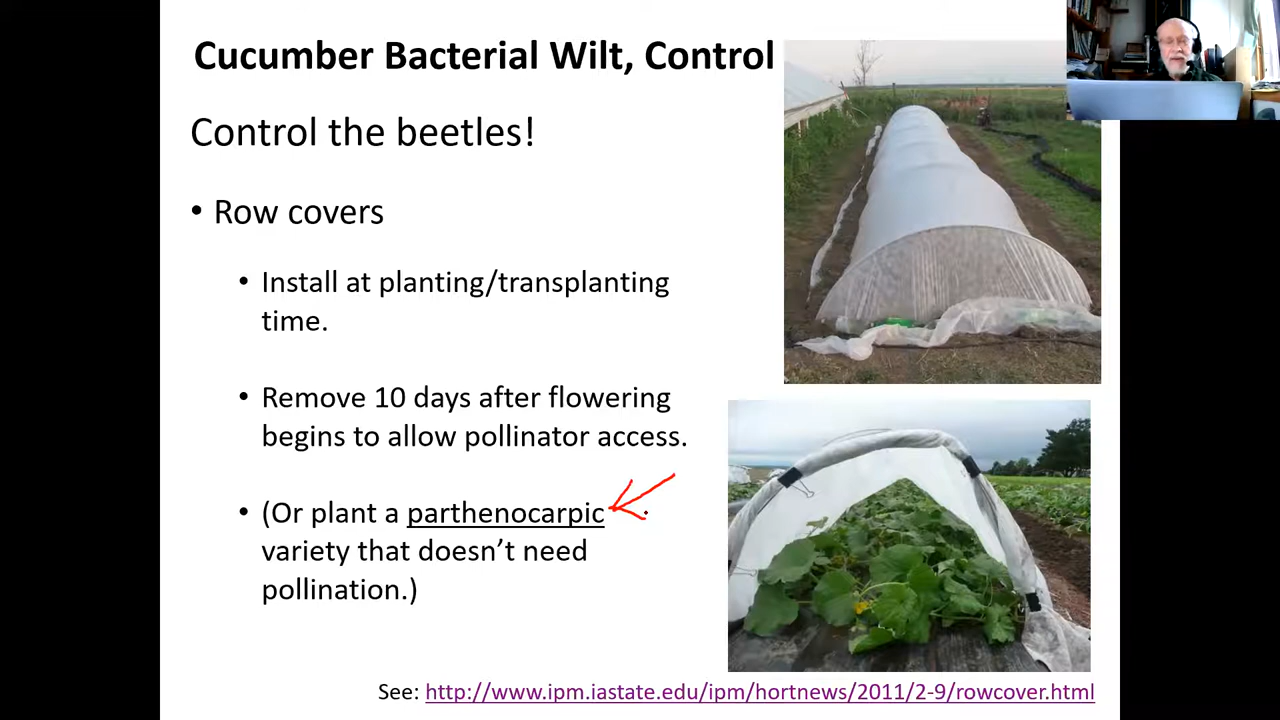 Cucumber Bacterial Wilt, Control
Control the beetles!
• Row covers
• Install at planting/transplanting
time.
• Remove 10 days after flowering
begins to allow pollinator access.
• (Or plant a parthenocarpic
variety that doesn’t need
pollination.)
See: http://www.ipm.iastate.edu/ipm/hortnews/2011/2-9/rowcover.html